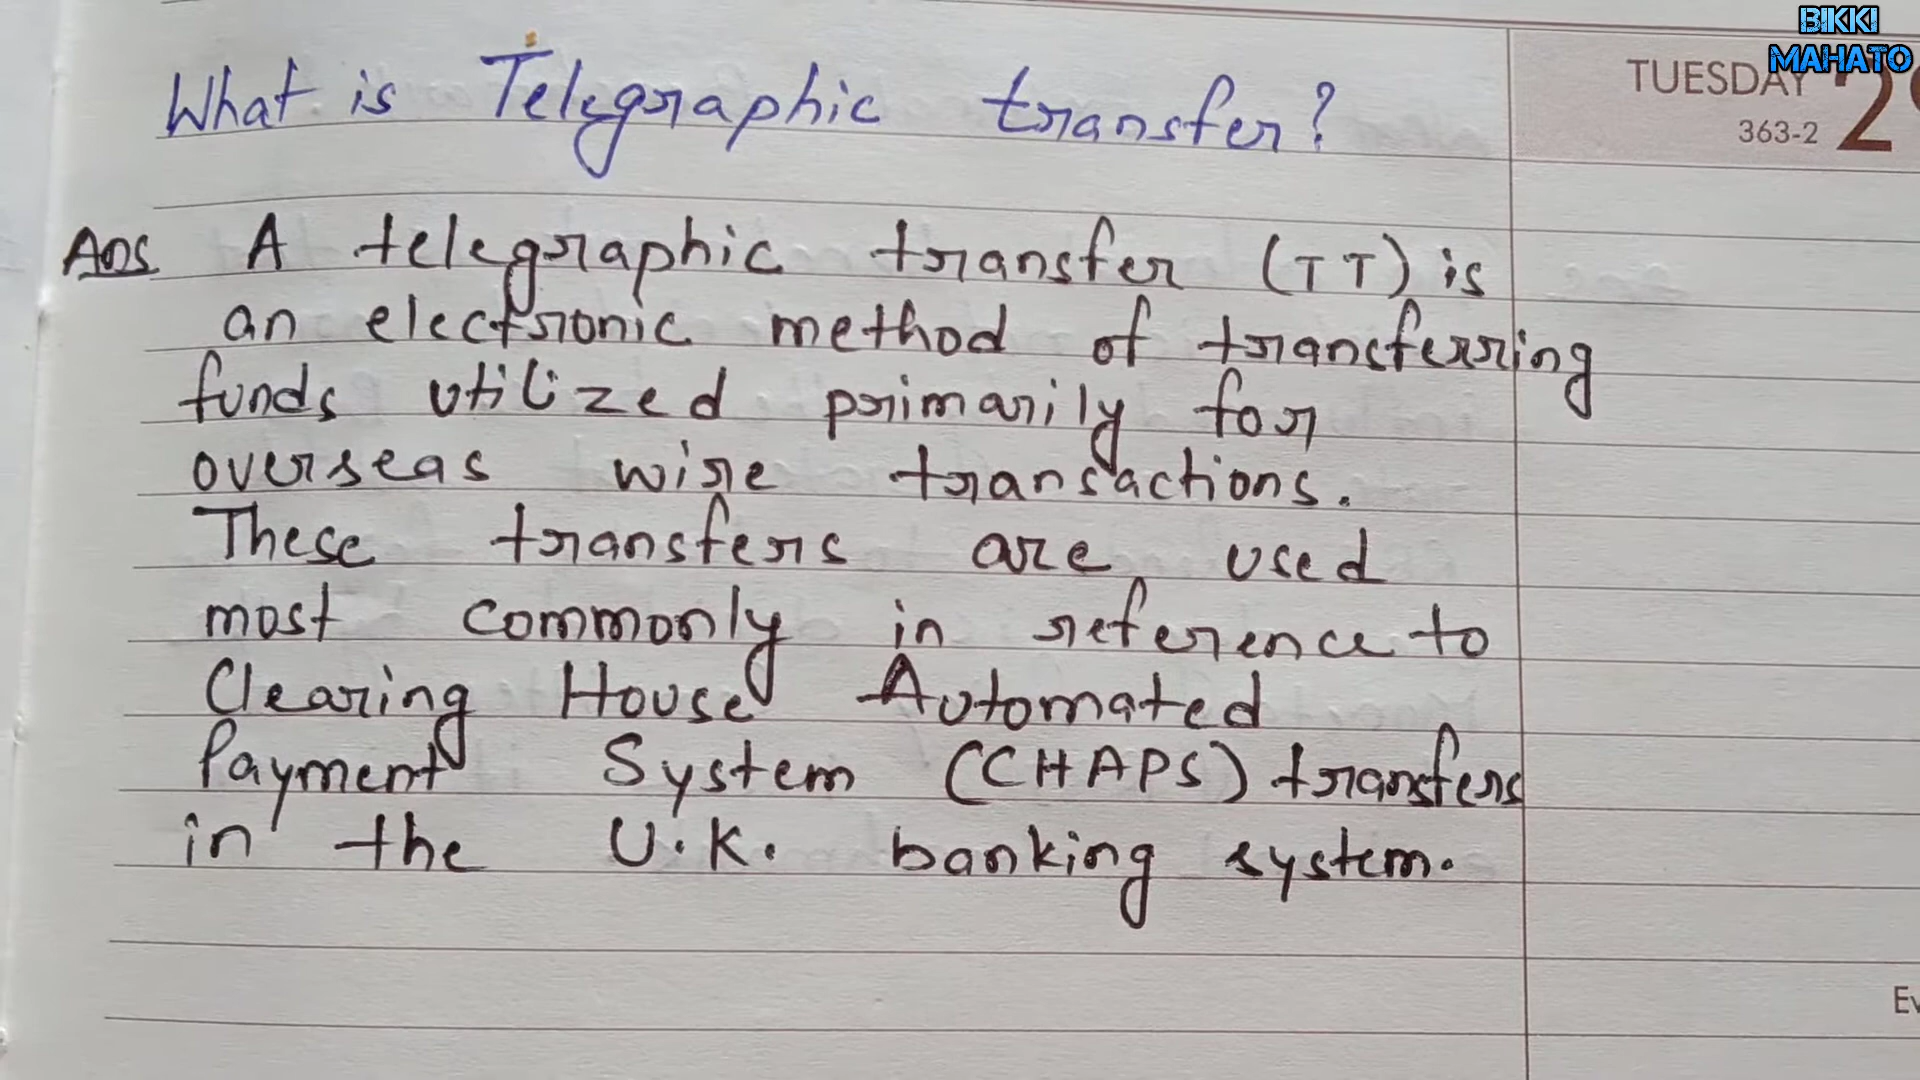 BIKKI
MAHATO
TUESDAY
363-2
What is Telegraphic transfer?
Ans A telegraphic transfer (TT) is
an electronic method of transferring
funds utilized primarily for
overseas wire transactions.
These transfers are used
most commonly in reference to
Clearing House Automated
Payment System (CHAPS) transfers
in the U.K. banking system.